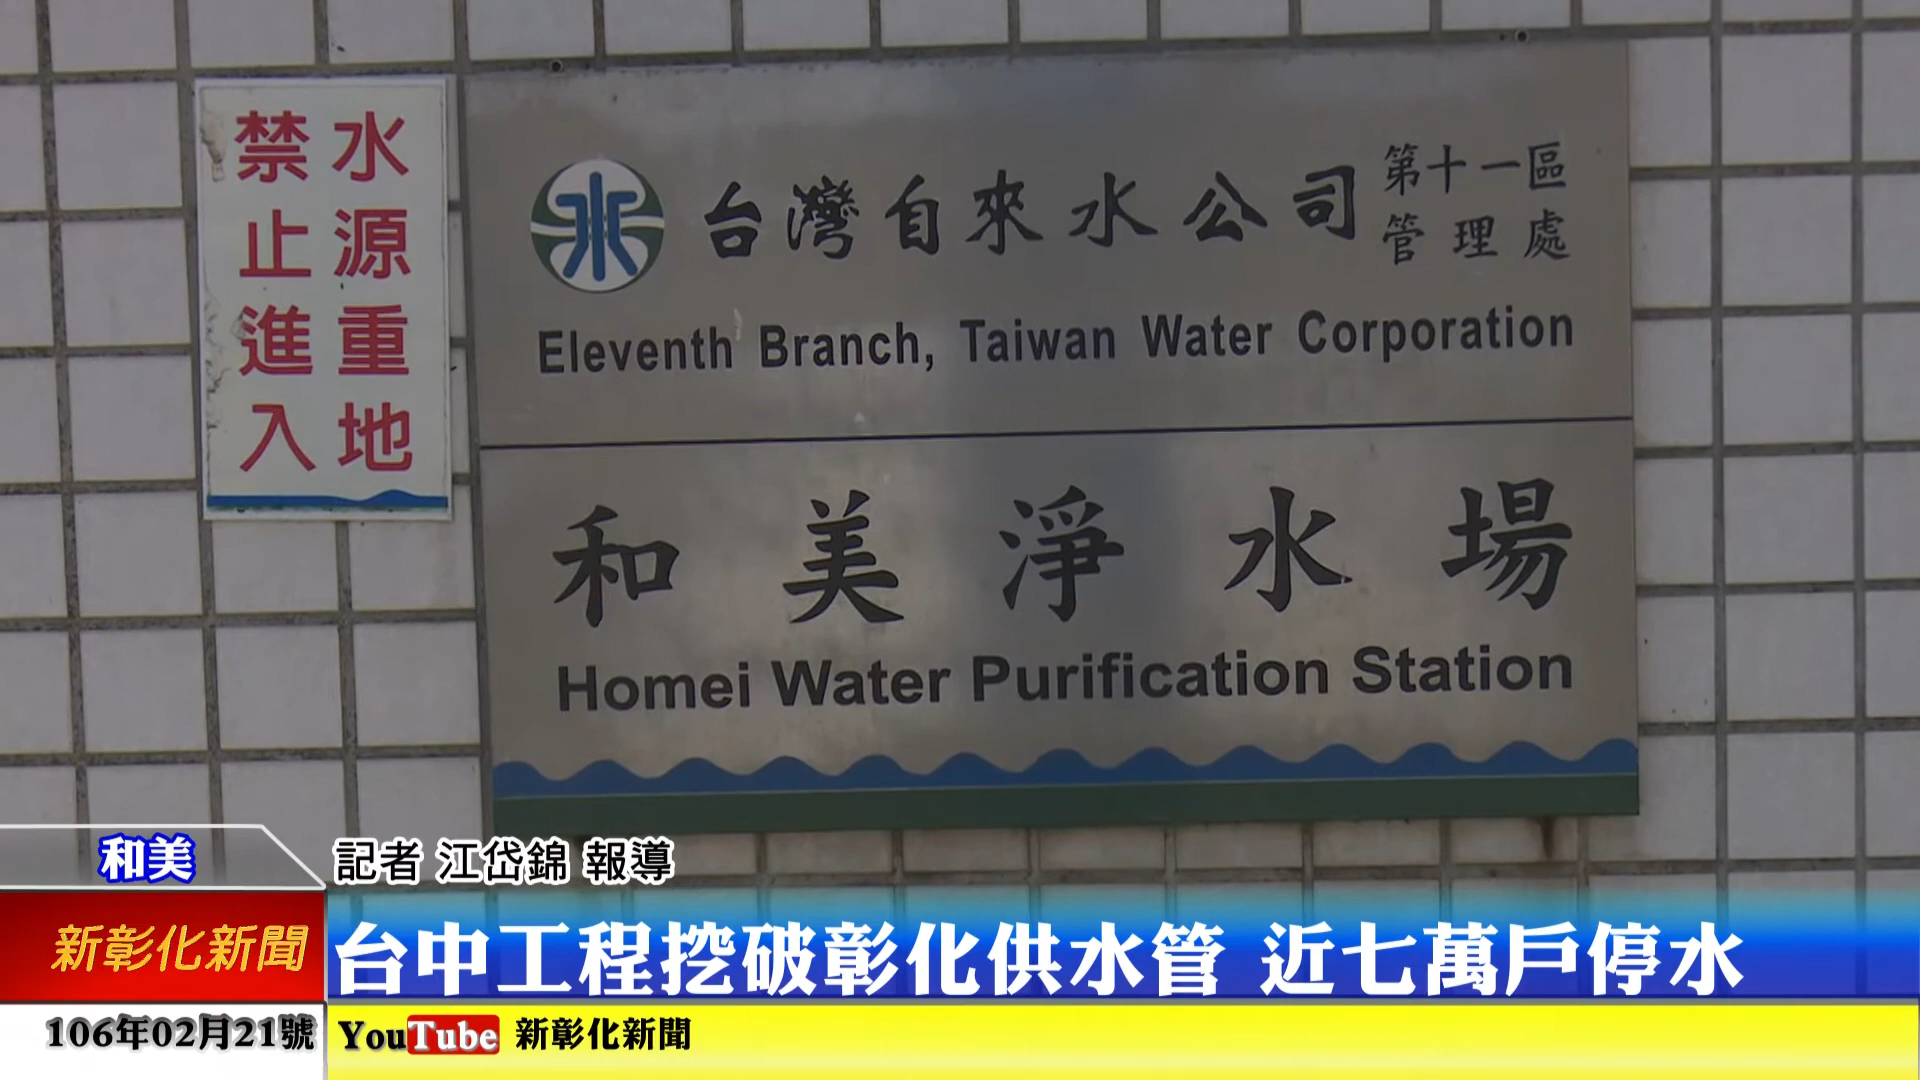 水源重地
禁止進入
台灣自來水公司 第十一區
管理處
Eleventh Branch, Taiwan Water Corporation
和美淨水場
Homei Water Purification Station
和美
記者 江岱錦 報導
新彰化新聞
台中工程挖破彰化供水管 近七萬戶停水
106年02月21號
YouTube 新彰化新聞